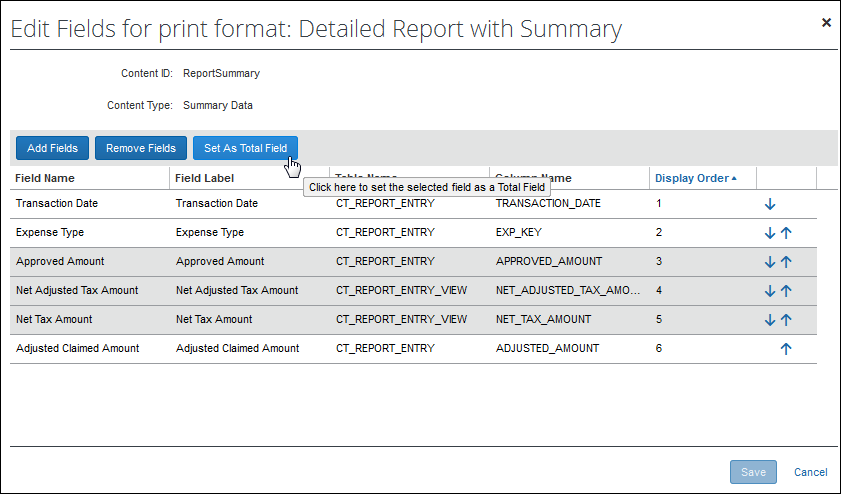 Edit Fields for print format: Detailed Report with Summary
Content ID: ReportSummary
Content Type: Summary Data
Add Fields Remove Fields Set As Total Field
Field Name Field Label Table Name Column Name Display Order
Click here to set the selected field as a Total Field
Transaction Date Transaction Date CT_REPORT_ENTRY TRANSACTION_DATE 1
Expense Type Expense Type CT_REPORT_ENTRY EXP_KEY 2
Approved Amount Approved Amount CT_REPORT_ENTRY APPROVED_AMOUNT 3
Net Adjusted Tax Amount Net Adjusted Tax Amount CT_REPORT_ENTRY_VIEW NET_ADJUSTED_TAX_AMO... 4
Net Tax Amount Net Tax Amount CT_REPORT_ENTRY_VIEW NET_TAX_AMOUNT 5
Adjusted Claimed Amount Adjusted Claimed Amount CT_REPORT_ENTRY ADJUSTED_AMOUNT 6
Save Cancel